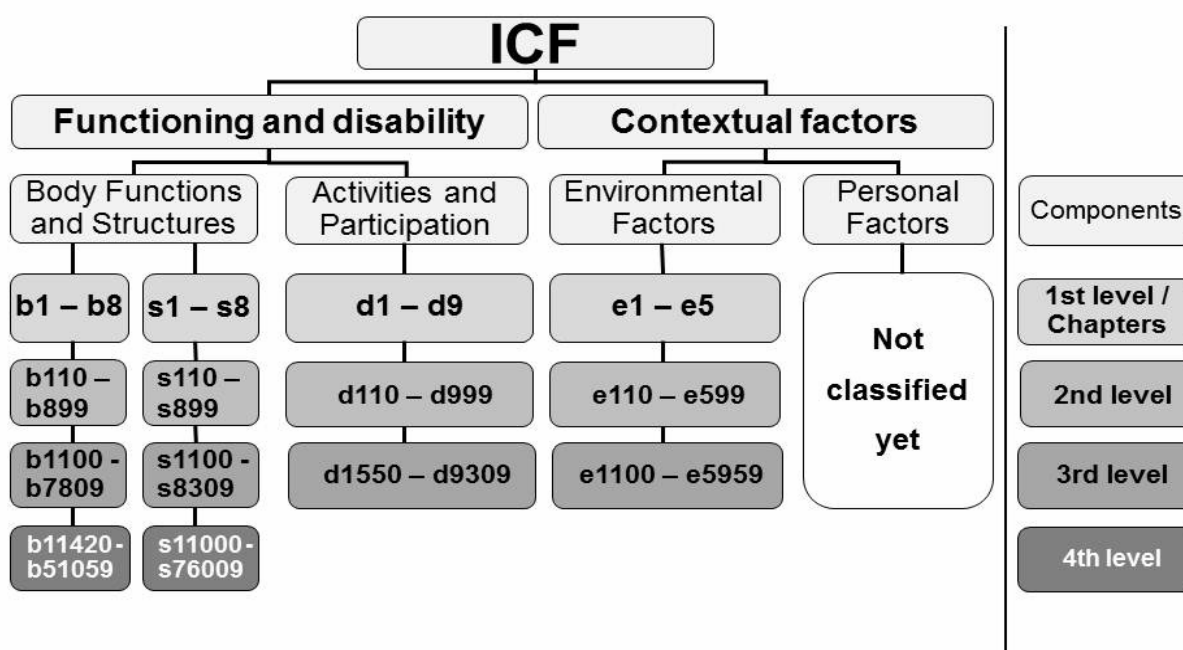 ICF
Functioning and disability
Contextual factors
Body Functions
and Structures
Activities and
Participation
Environmental
Factors
Personal
Factors
Components
b1 – b8
s1 – s8
d1 – d9
e1 – e5
Not
classified
yet
1st level /
Chapters
b110 –
b899
s110 –
s899
d110 – d999
e110 – e599
2nd level
b1100 -
b7809
s1100 -
s8309
d1550 – d9309
e1100 – e5959
3rd level
b11420-
b51059
s11000-
s76009
4th level